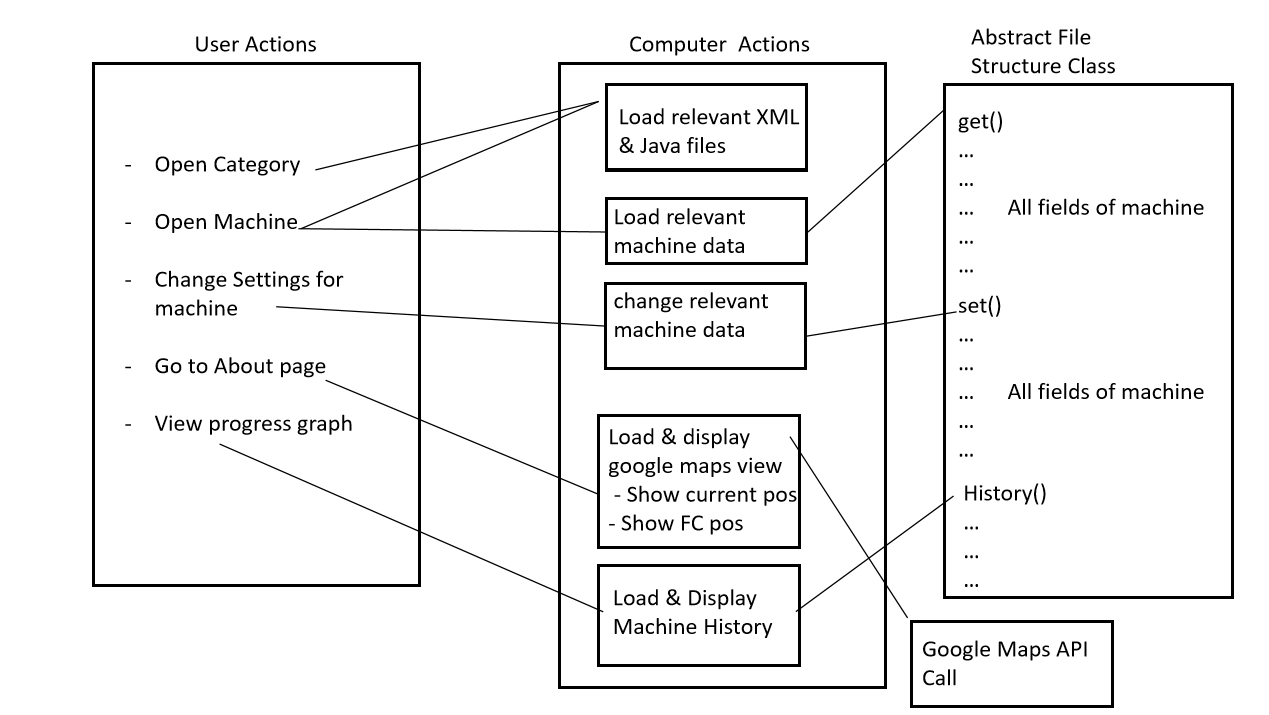 User Actions
- Open Category
- Open Machine
- Change Settings for
machine
- Go to About page
- View progress graph
Computer Actions
Load relevant XML
& Java files
Load relevant
machine data
change relevant
machine data
Load & display
google maps view
- Show current pos
- Show FC pos
Load & Display
Machine History
Abstract File
Structure Class
get()
...
...
... All fields of machine
...
...
set()
...
...
... All fields of machine
...
...
History()
...
...
...
Google Maps API
Call